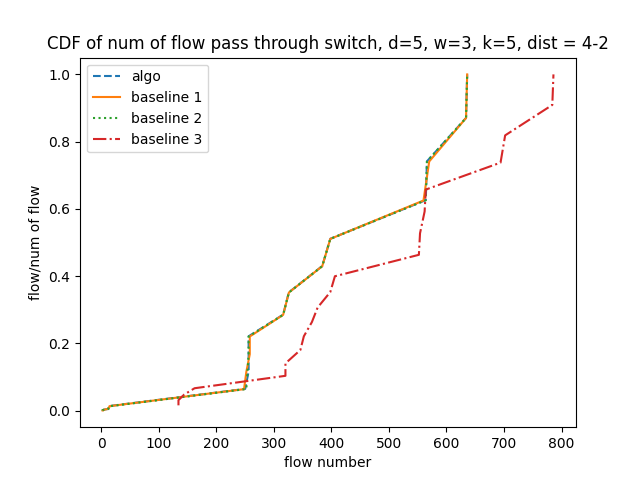 CDF of num of flow pass through switch, d=5, w=3, k=5, dist = 4-2
algo
baseline 1
baseline 2
baseline 3
1.0
0.8
0.6
0.4
0.2
0.0
flow/num of flow
0 100 200 300 400 500 600 700 800
flow number